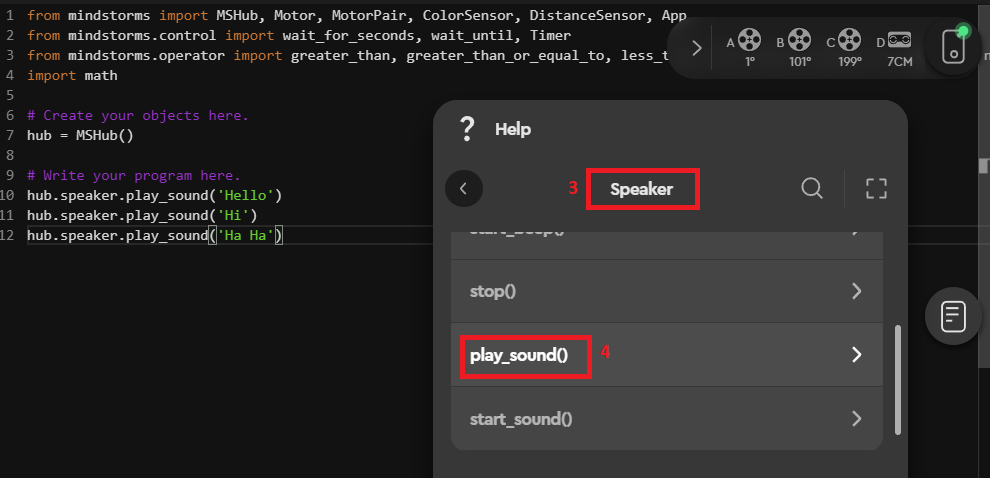 1 from mindstorms import MSHub, Motor, MotorPair, ColorSensor, DistanceSensor, App
2 from mindstorms.control import wait_for_seconds, wait_until, Timer
3 from mindstorms.operator import greater_than, greater_than_or_equal_to, less_t
4 import math
5
6 # Create your objects here.
7 hub = MSHub()
8
9 # Write your program here.
10 hub.speaker.play_sound('Hello')
11 hub.speaker.play_sound('Hi')
12 hub.speaker.play_sound('Ha Ha')
A B C D
1° 101° 199° 7CM
? Help
3 Speaker
start_beep()
stop()
play_sound() 4
start_sound()